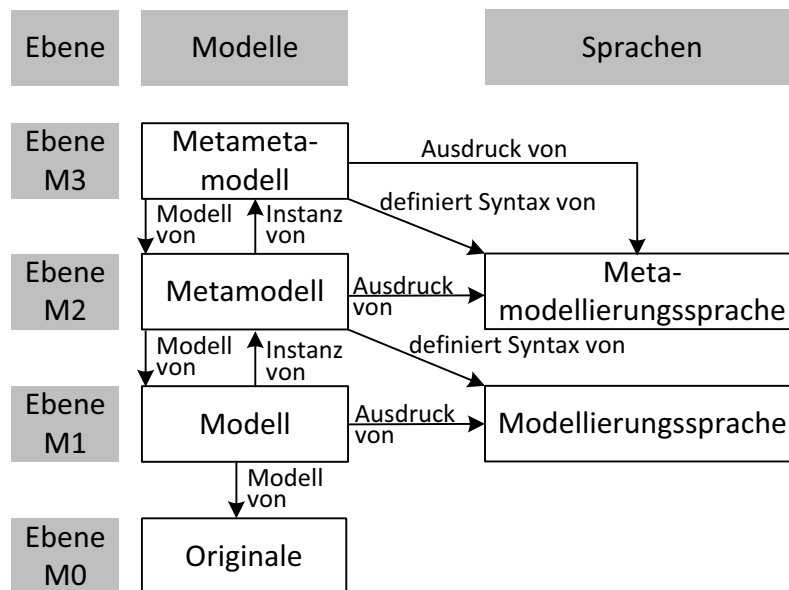 Ebene
Modelle
Sprachen
Ebene
M3
Metameta-
modell
Ausdruck von
definiert Syntax von
Modell
von
Instanz
von
Ebene
M2
Metamodell
Ausdruck
von
Meta-
modellierungssprache
Modell
von
Instanz
von
definiert Syntax von
Ebene
M1
Modell
Ausdruck
von
Modellierungssprache
Modell
von
Ebene
M0
Originale